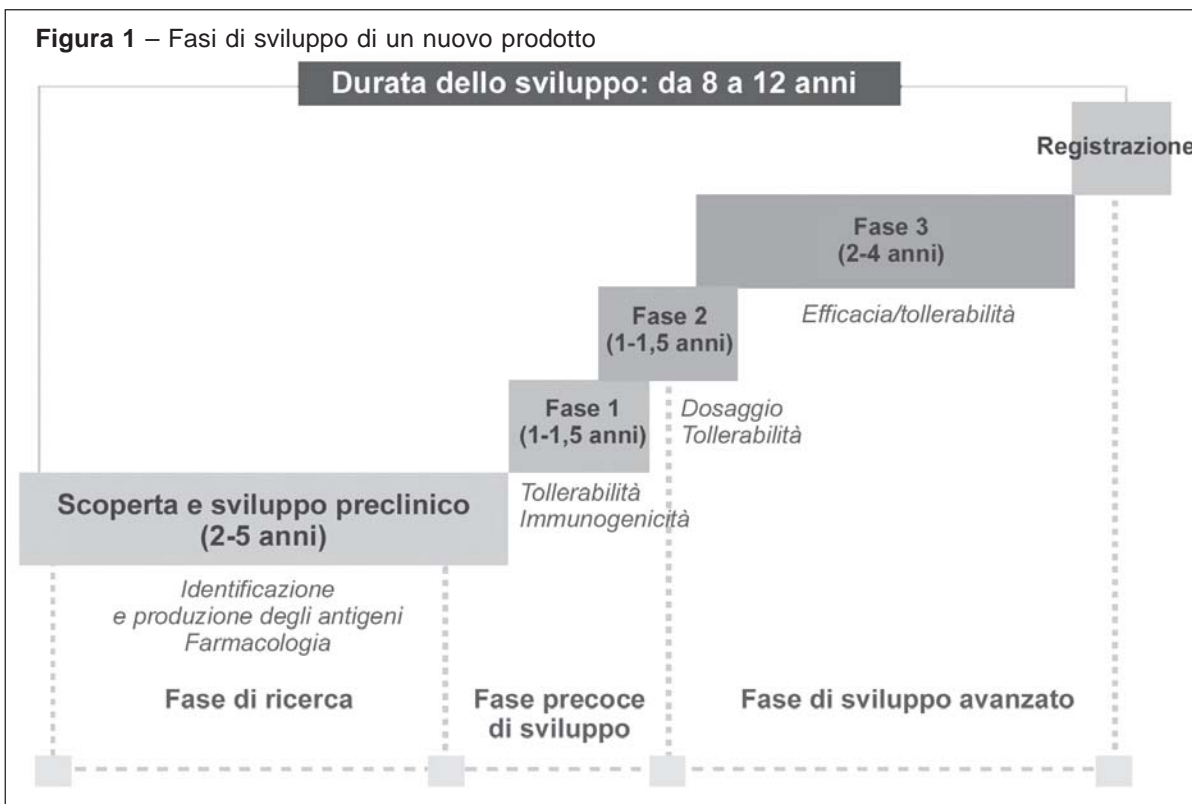 Figura 1 – Fasi di sviluppo di un nuovo prodotto
Durata dello sviluppo: da 8 a 12 anni
Registrazione
Fase 3
(2-4 anni)
Efficacia/tollerabilità
Fase 2
(1-1,5 anni)
Dosaggio
Tollerabilità
Fase 1
(1-1,5 anni)
Tollerabilità
Immunogenicità
Scoperta e sviluppo preclinico
(2-5 anni)
Identificazione
e produzione degli antigeni
Farmacologia
Fase di ricerca
Fase precoce
di sviluppo
Fase di sviluppo avanzato